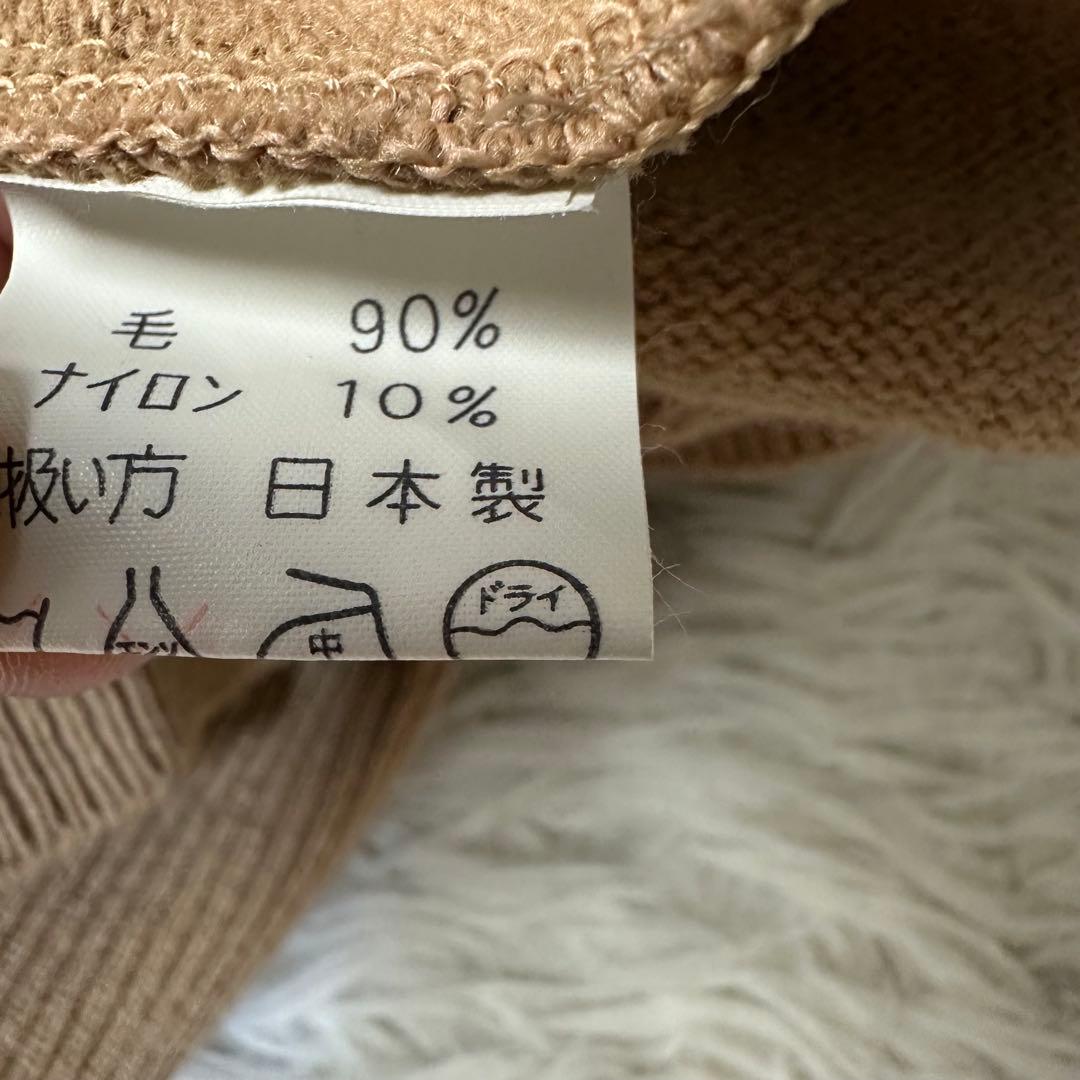 毛 90%
ナイロン 10%
扱い方 日本製
中 ドライ